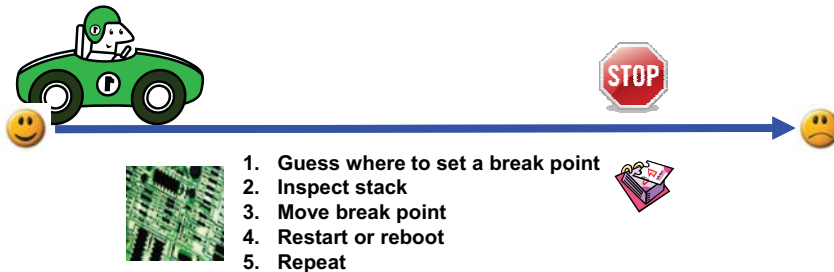 STOP
1. Guess where to set a break point
2. Inspect stack
3. Move break point
4. Restart or reboot
5. Repeat